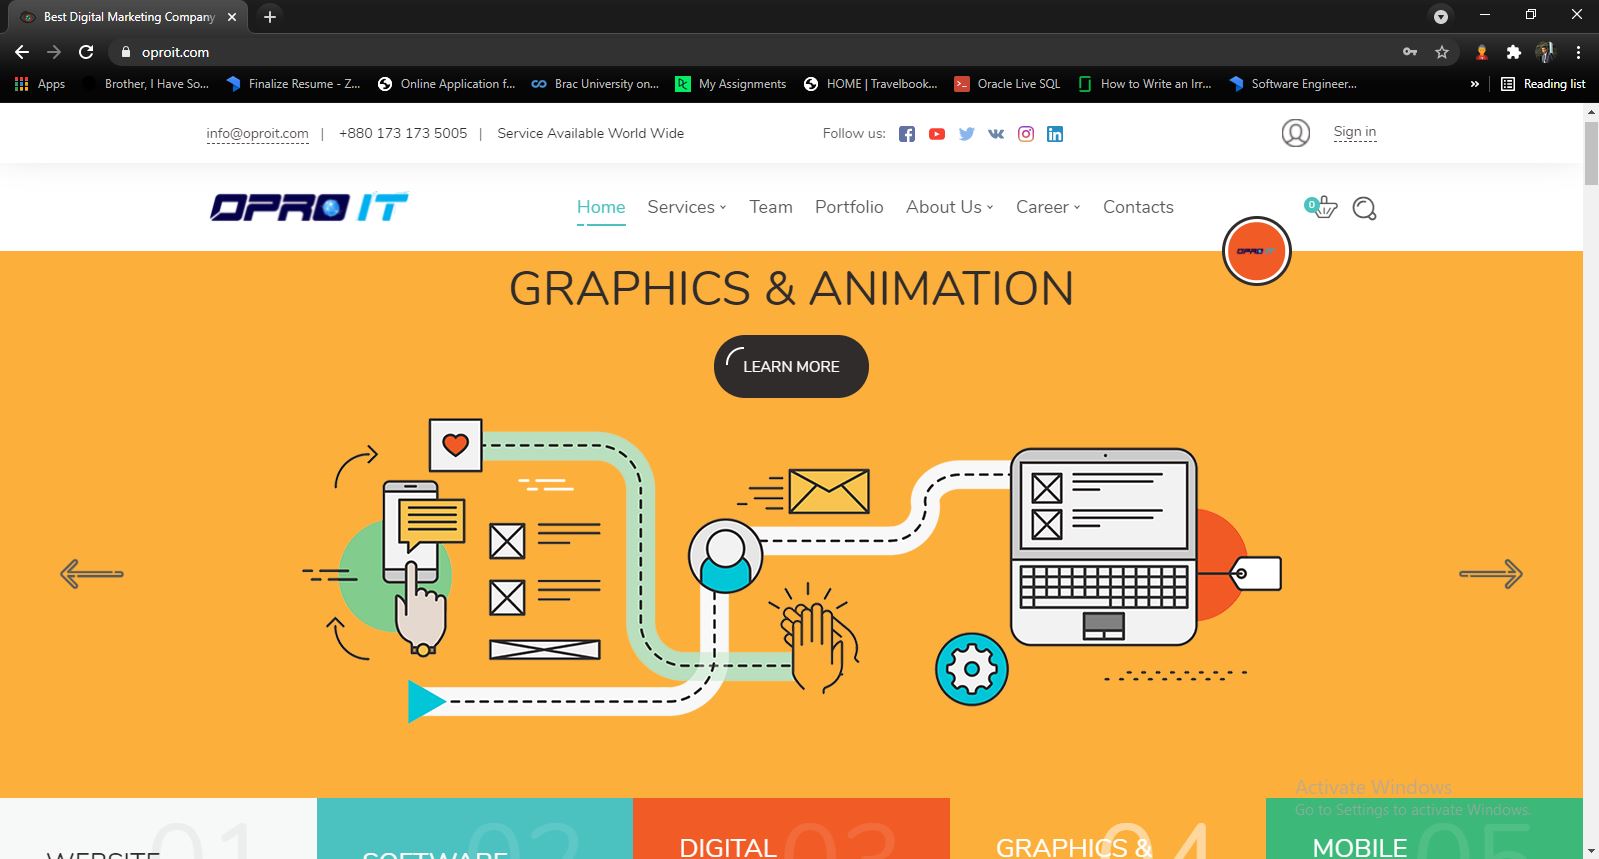 Best Digital Marketing Company
oproit.com
Apps Brother, I Have So... Finalize Resume - Z... Online Application f... Brac University on... My Assignments HOME | Travelbook... Oracle Live SQL How to Write an Irr... Software Engineer... » Reading list
info@oproit.com | +880 173 173 5005 | Service Available World Wide Follow us: Sign in
OPRO IT Home Services Team Portfolio About Us Career Contacts 0
OPRO IT
GRAPHICS & ANIMATION
LEARN MORE
Activate Windows
Go to Settings to activate Windows.
01 02 03 04 05
WEBSITE SOFTWARE DIGITAL GRAPHICS & MOBILE